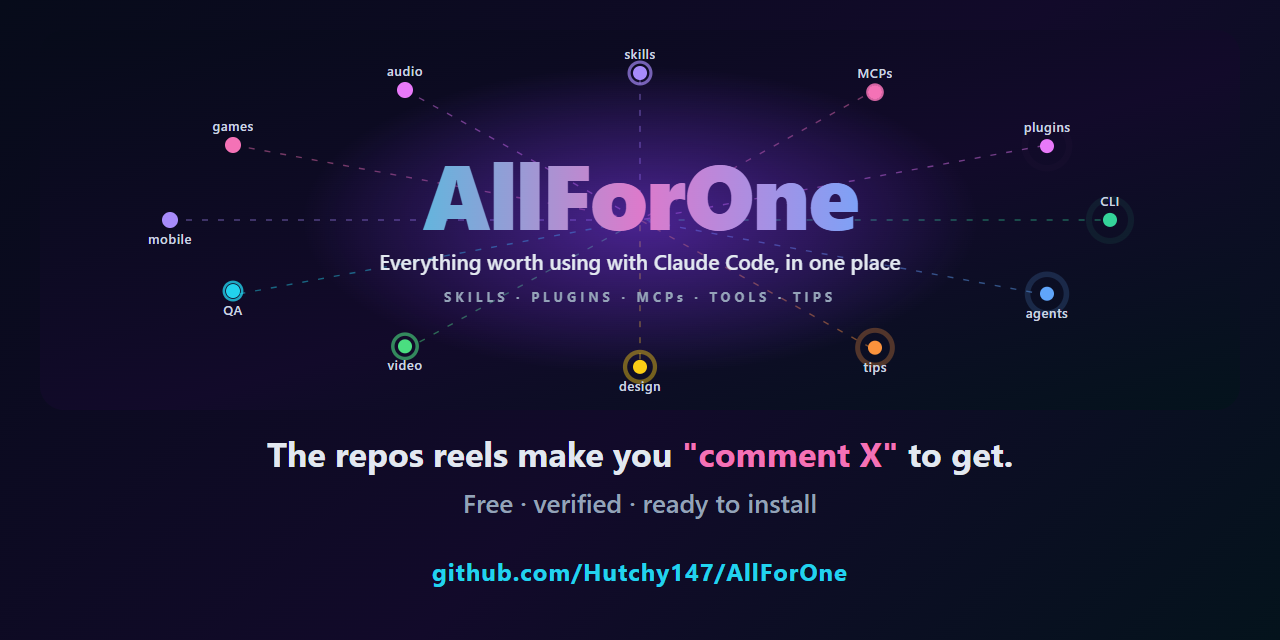 skills
audio
MCPs
games
plugins
AllForOne
CLI
mobile
Everything worth using with Claude Code, in one place
SKILLS · PLUGINS · MCPs · TOOLS · TIPS
QA
agents
video
tips
design
The repos reels make you "comment X" to get.
Free · verified · ready to install
github.com/Hutchy147/AllForOne